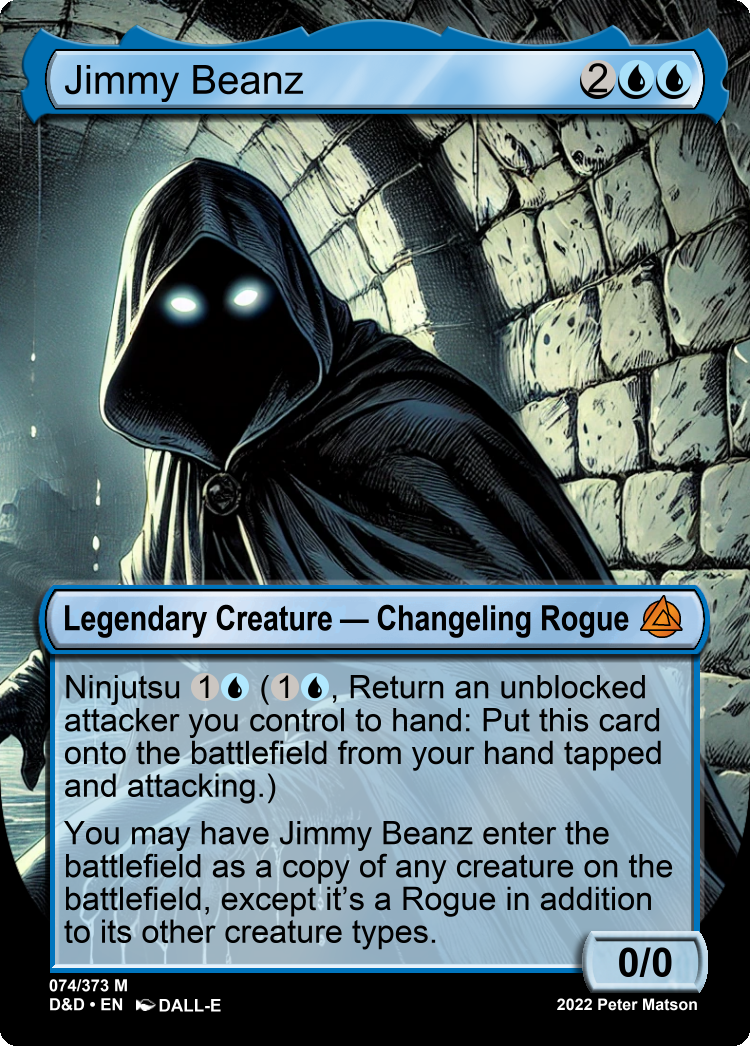 Jimmy Beanz 2
Legendary Creature — Changeling Rogue
Ninjutsu 1 (1, Return an unblocked
attacker you control to hand: Put this card
onto the battlefield from your hand tapped
and attacking.)
You may have Jimmy Beanz enter the
battlefield as a copy of any creature on the
battlefield, except it’s a Rogue in addition
to its other creature types.
0/0
074/373 M
D&D • EN DALL-E
2022 Peter Matson